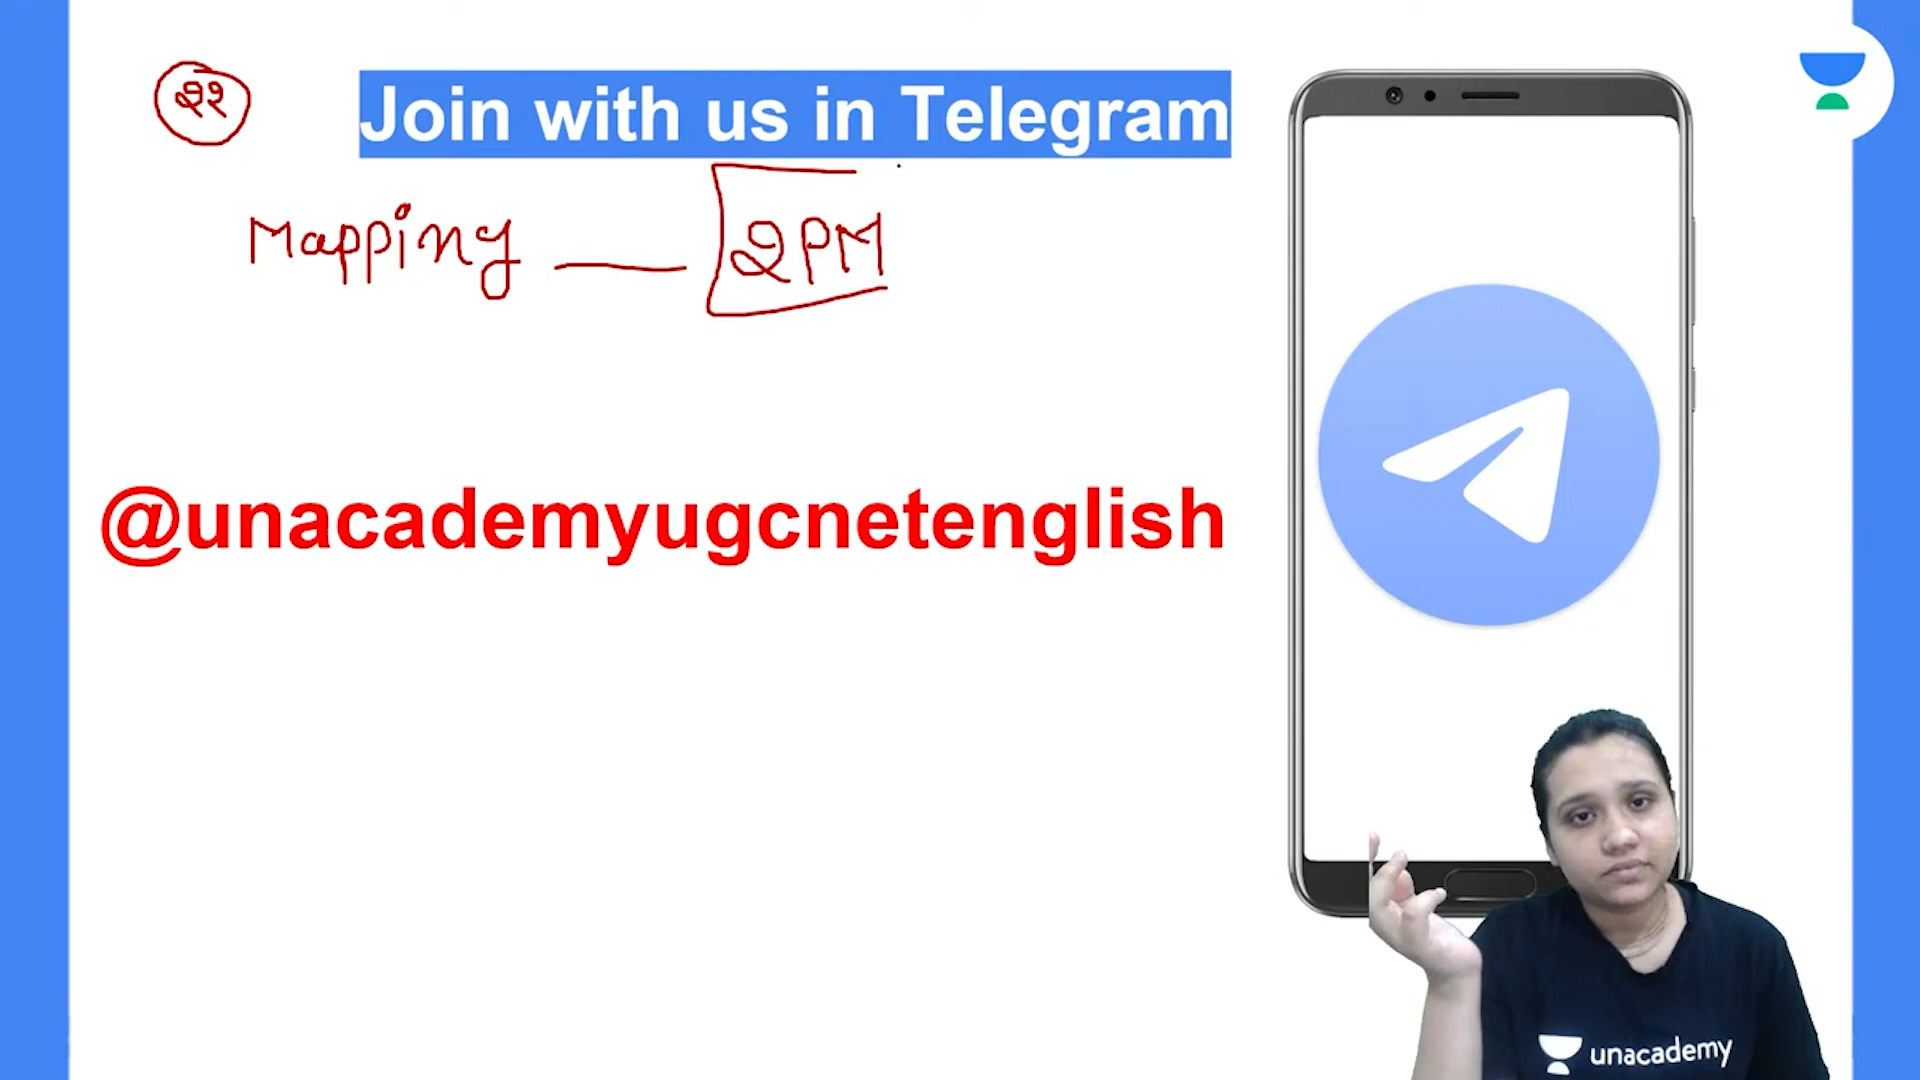 Join with us in Telegram
Mapping — 2PM
@unacademyugcnetenglish
unacademy